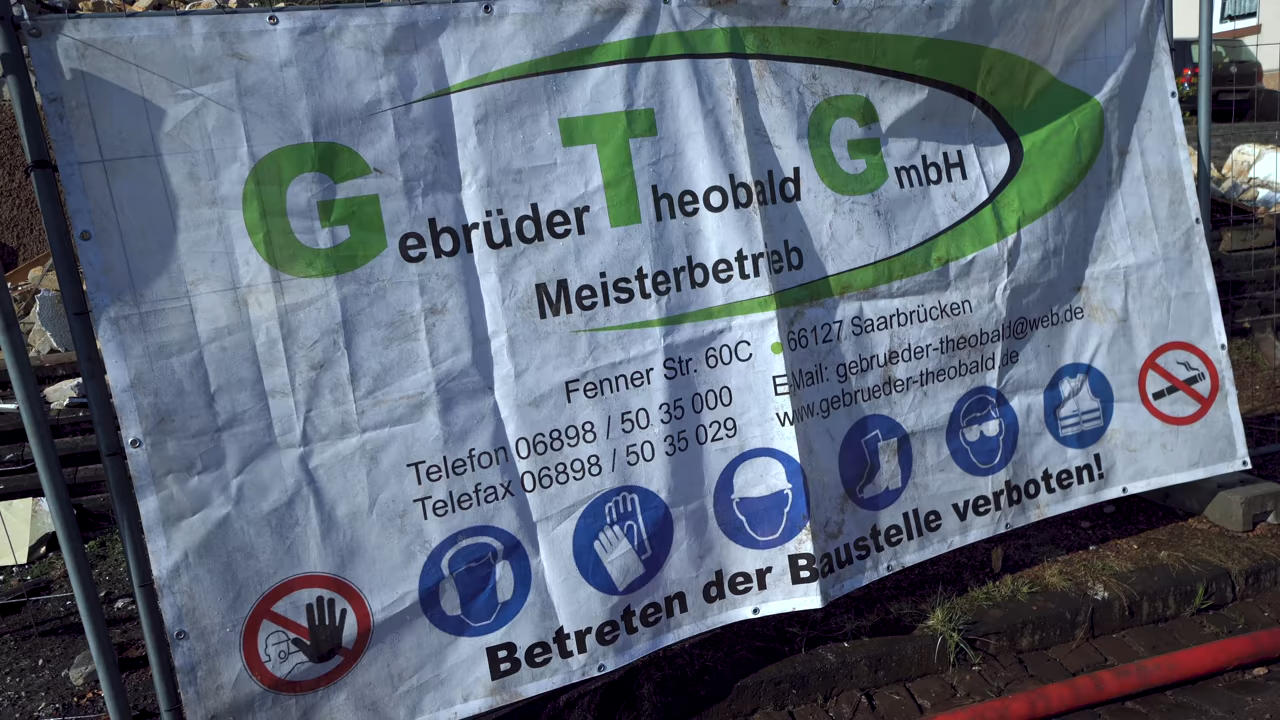 Gebrüder Theobald GmbH
Meisterbetrieb
Fenner Str. 60C • 66127 Saarbrücken
Telefon 06898 / 50 35 000
E-Mail: gebrueder-theobald@web.de
Telefax 06898 / 50 35 029
www.gebrueder-theobald.de
Betreten der Baustelle verboten!